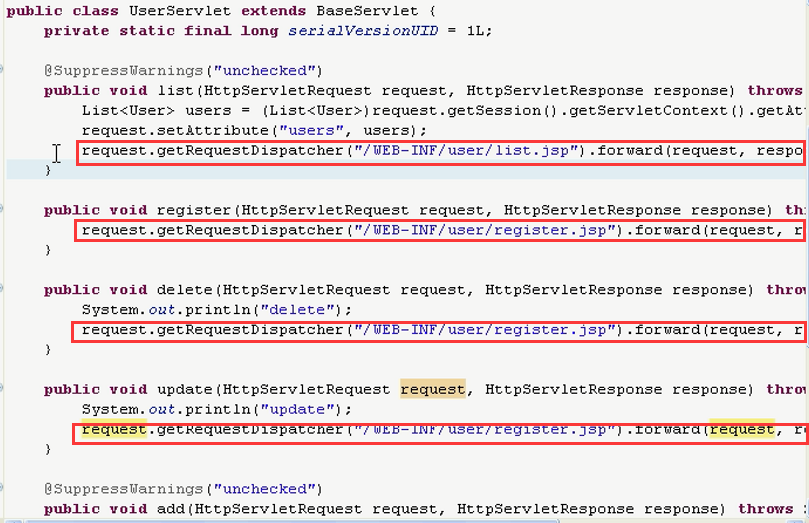 public class UserServlet extends BaseServlet {
private static final long serialVersionUID = 1L;
@SuppressWarnings("unchecked")
public void list(HttpServletRequest request, HttpServletResponse response) throws
List<User> users = (List<User>)request.getSession().getServletContext().getAt
request.setAttribute("users", users);
request.getRequestDispatcher("/WEB-INF/user/list.jsp").forward(request, respo
}
public void register(HttpServletRequest request, HttpServletResponse response) th
request.getRequestDispatcher("/WEB-INF/user/register.jsp").forward(request, r
}
public void delete(HttpServletRequest request, HttpServletResponse response) throw
System.out.println("delete");
request.getRequestDispatcher("/WEB-INF/user/register.jsp").forward(request, r
}
public void update(HttpServletRequest request, HttpServletResponse response) throw
System.out.println("update");
request.getRequestDispatcher("/WEB-INF/user/register.jsp").forward(request, re
}
@SuppressWarnings("unchecked")
public void add(HttpServletRequest request, HttpServletResponse response) throws